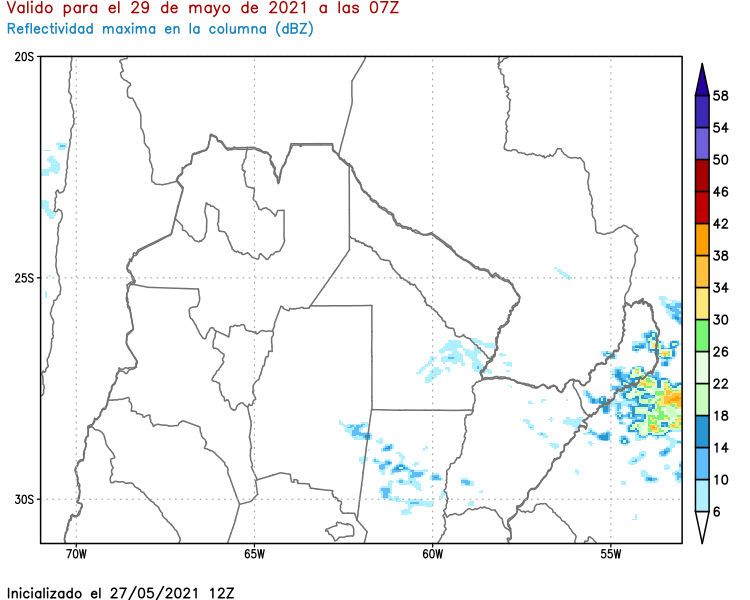 Valido para el 29 de mayo de 2021 a las 07Z
Reflectividad maxima en la columna (dBZ)
20S
25S
30S
70W
65W
60W
55W
58
54
50
46
42
38
34
30
26
22
18
14
10
6
Inicializado el 27/05/2021 12Z